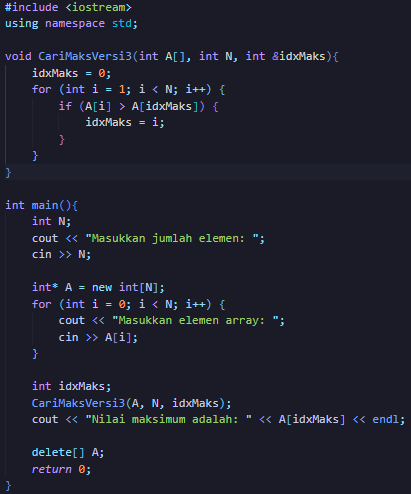 #include <iostream>
using namespace std;

void CariMaksVersi3(int A[], int N, int &idxMaks){
    idxMaks = 0;
    for (int i = 1; i < N; i++) {
        if (A[i] > A[idxMaks]) {
            idxMaks = i;
        }
    }
}

int main(){
    int N;
    cout << "Masukkan jumlah elemen: ";
    cin >> N;

    int* A = new int[N];
    for (int i = 0; i < N; i++) {
        cout << "Masukkan elemen array: ";
        cin >> A[i];
    }

    int idxMaks;
    CariMaksVersi3(A, N, idxMaks);
    cout << "Nilai maksimum adalah: " << A[idxMaks] << endl;

    delete[] A;
    return 0;
}